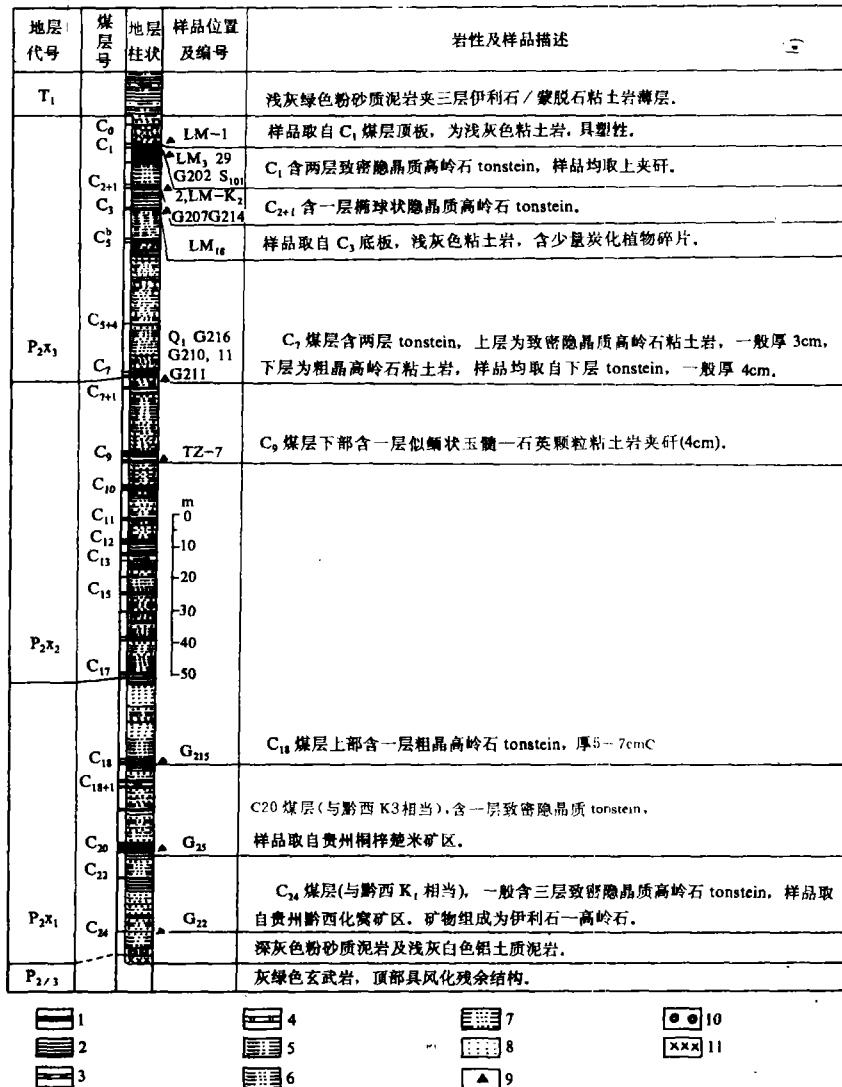 地层代号 煤层号 地层柱状 样品位置及编号 岩性及样品描述
T₁ 浅灰绿色粉砂质泥岩夹三层伊利石/蒙脱石粘土岩薄层.
C₀
C₁ LM-1 样品取自 C₁ 煤层顶板，为浅灰色粘土岩，具塑性.
LM₃ 29
G202 S₁₀₁ C₁ 含两层致密隐晶质高岭石 tonstein，样品均取上夹矸.
C₂₊₁ 2,LM-K₂
C₃ G207G214 C₂₊₁ 含一层椭球状隐晶质高岭石 tonstein.
C₅ᵇ LM₁₆ 样品取自 C₃ 底板，浅灰色粘土岩，含少量炭化植物碎片.
C₅₊₄
P₂x₃ Q₁ G216
G210, 11
C₇ G211
C₇ 煤层含两层 tonstein，上层为致密隐晶质高岭石粘土岩，一般厚 3cm,
下层为粗晶高岭石粘土岩，样品均取自下层 tonstein，一般厚 4cm.
C₇₊₁
C₉ TZ-7 C₉ 煤层下部含一层似鲕状玉髓—石英颗粒粘土岩夹矸(4cm).
C₁₀
m
C₁₁ 0
C₁₂ 10
C₁₃
20
C₁₅
30
P₂x₂ 40
C₁₇ 50
C₁₈ G₂₁₅ C₁₈ 煤层上部含一层粗晶高岭石 tonstein，厚5-7cmC
C₁₈₊₁
C20 煤层(与黔西 K3相当),含一层致密隐晶质 tonstein,
C₂₀ G₂₅ 样品取自贵州桐梓楚米矿区.
C₂₂
P₂x₁ C₂₄ G₂₂
C₂₄ 煤层(与黔西 K₁ 相当)，一般含三层致密隐晶质高岭石 tonstein，样品取
自贵州黔西化窝矿区. 矿物组成为伊利石—高岭石.
深灰色粉砂质泥岩及浅灰白色铝土质泥岩.
P₂/₃ 灰绿色玄武岩，顶部具风化残余结构.
1 4 7 10
2 5 8 11
3 6 9